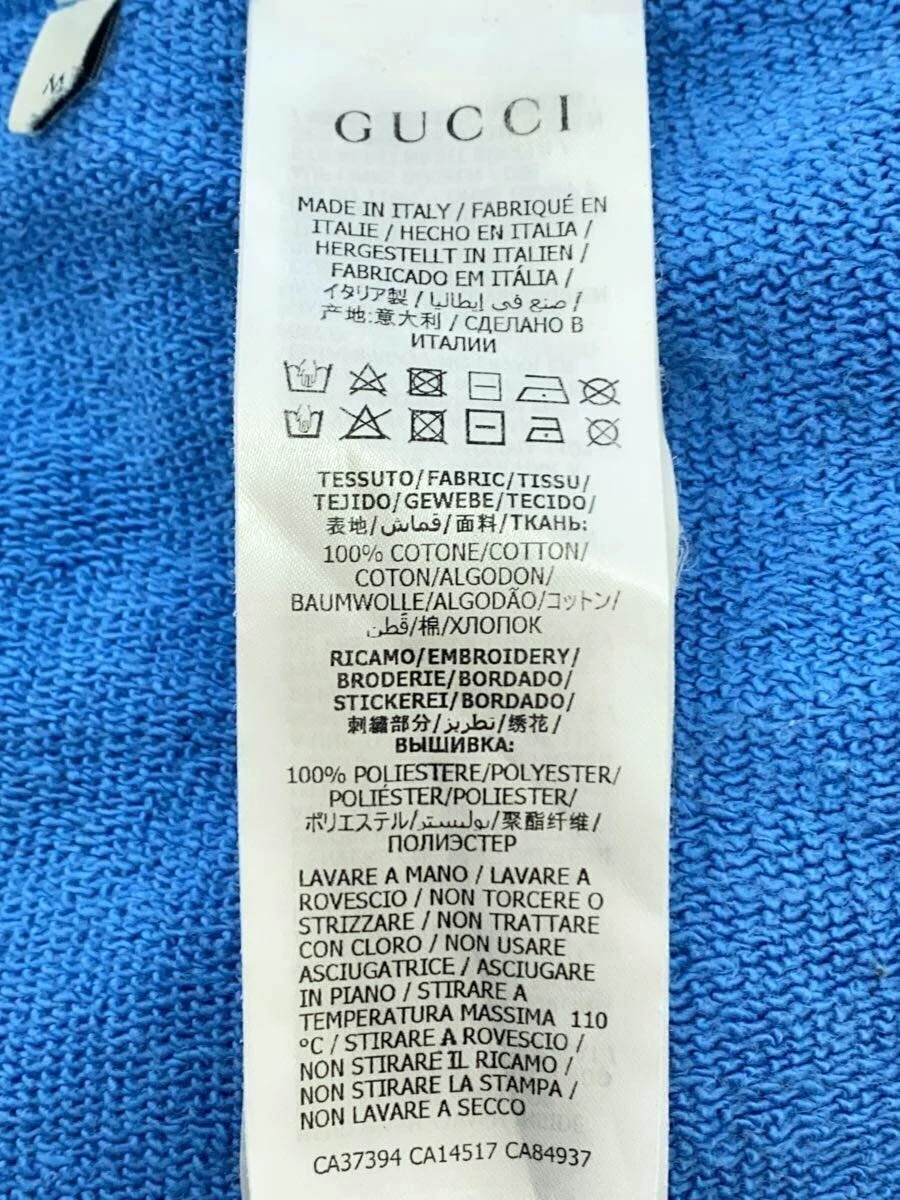 M
GUCCI
MADE IN ITALY / FABRIQUÉ EN
ITALIE / HECHO EN ITALIA /
HERGESTELLT IN ITALIEN /
FABRICADO EM ITÁLIA /
イタリア製 / صنع في إيطاليا /
产地:意大利 / СДЕЛАНО В
ИТАЛИИ
TESSUTO/FABRIC/TISSU/
TEJIDO/GEWEBE/TECIDO/
表地/قماش/面料/ТКАНЬ:
100% COTONE/COTTON/
COTON/ALGODON/
BAUMWOLLE/ALGODÃO/コットン/
قطن/棉/ХЛОПОК
RICAMO/EMBROIDERY/
BRODERIE/BORDADO/
STICKEREI/BORDADO/
刺繍部分/تطريز/绣花/
ВЫШИВКА:
100% POLIESTERE/POLYESTER/
POLIÉSTER/POLIESTER/
ポリエステル/بوليستر/聚酯纤维/
ПОЛИЭСТЕР
LAVARE A MANO / LAVARE A
ROVESCIO / NON TORCERE O
STRIZZARE / NON TRATTARE
CON CLORO / NON USARE
ASCIUGATRICE / ASCIUGARE
IN PIANO / STIRARE A
TEMPERATURA MASSIMA 110
°C / STIRARE A ROVESCIO /
NON STIRARE IL RICAMO /
NON STIRARE LA STAMPA /
NON LAVARE A SECCO
CA37394 CA14517 CA84937